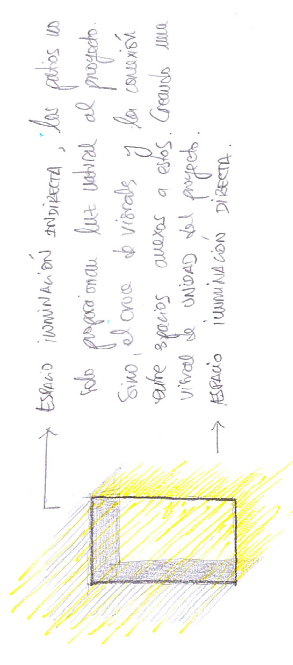 ESPACIO ILUMINACIÓN INDIRECTA, los patios no
solo proporcionan luz natural al proyecto.
Sino, el cruce de visuales y la conexión
entre espacios anexos a estos. Creando una
visual de UNIDAD del proyecto.
ESPACIO ILUMINACIÓN DIRECTA.